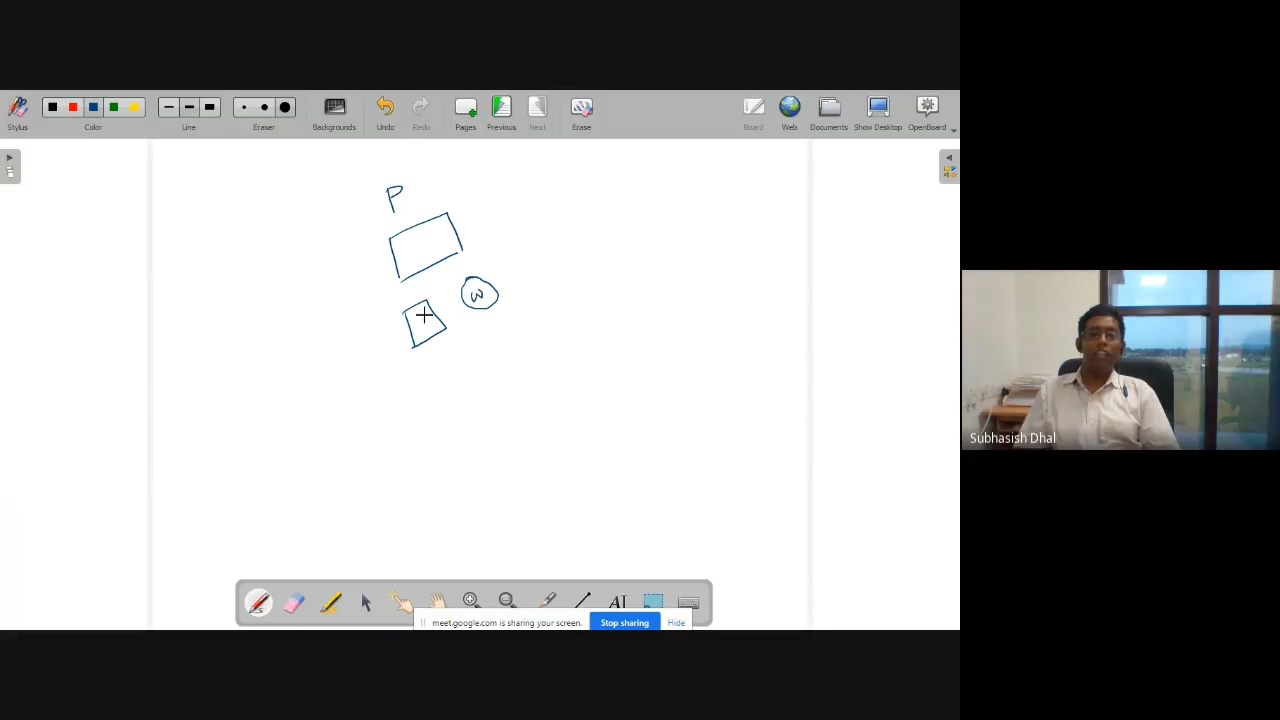 Stylus Color Line Eraser Backgrounds Undo Redo Pages Previous Next Erase Board Web Documents Show Desktop OpenBoard
P
W
Subhasish Dhal
AI
meet.google.com is sharing your screen. Stop sharing Hide